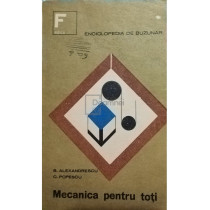 F
ENCICLOPEDIA DE BUZUNAR
B. ALEXANDRESCU
D. POPESCU
Mecanica pentru toți